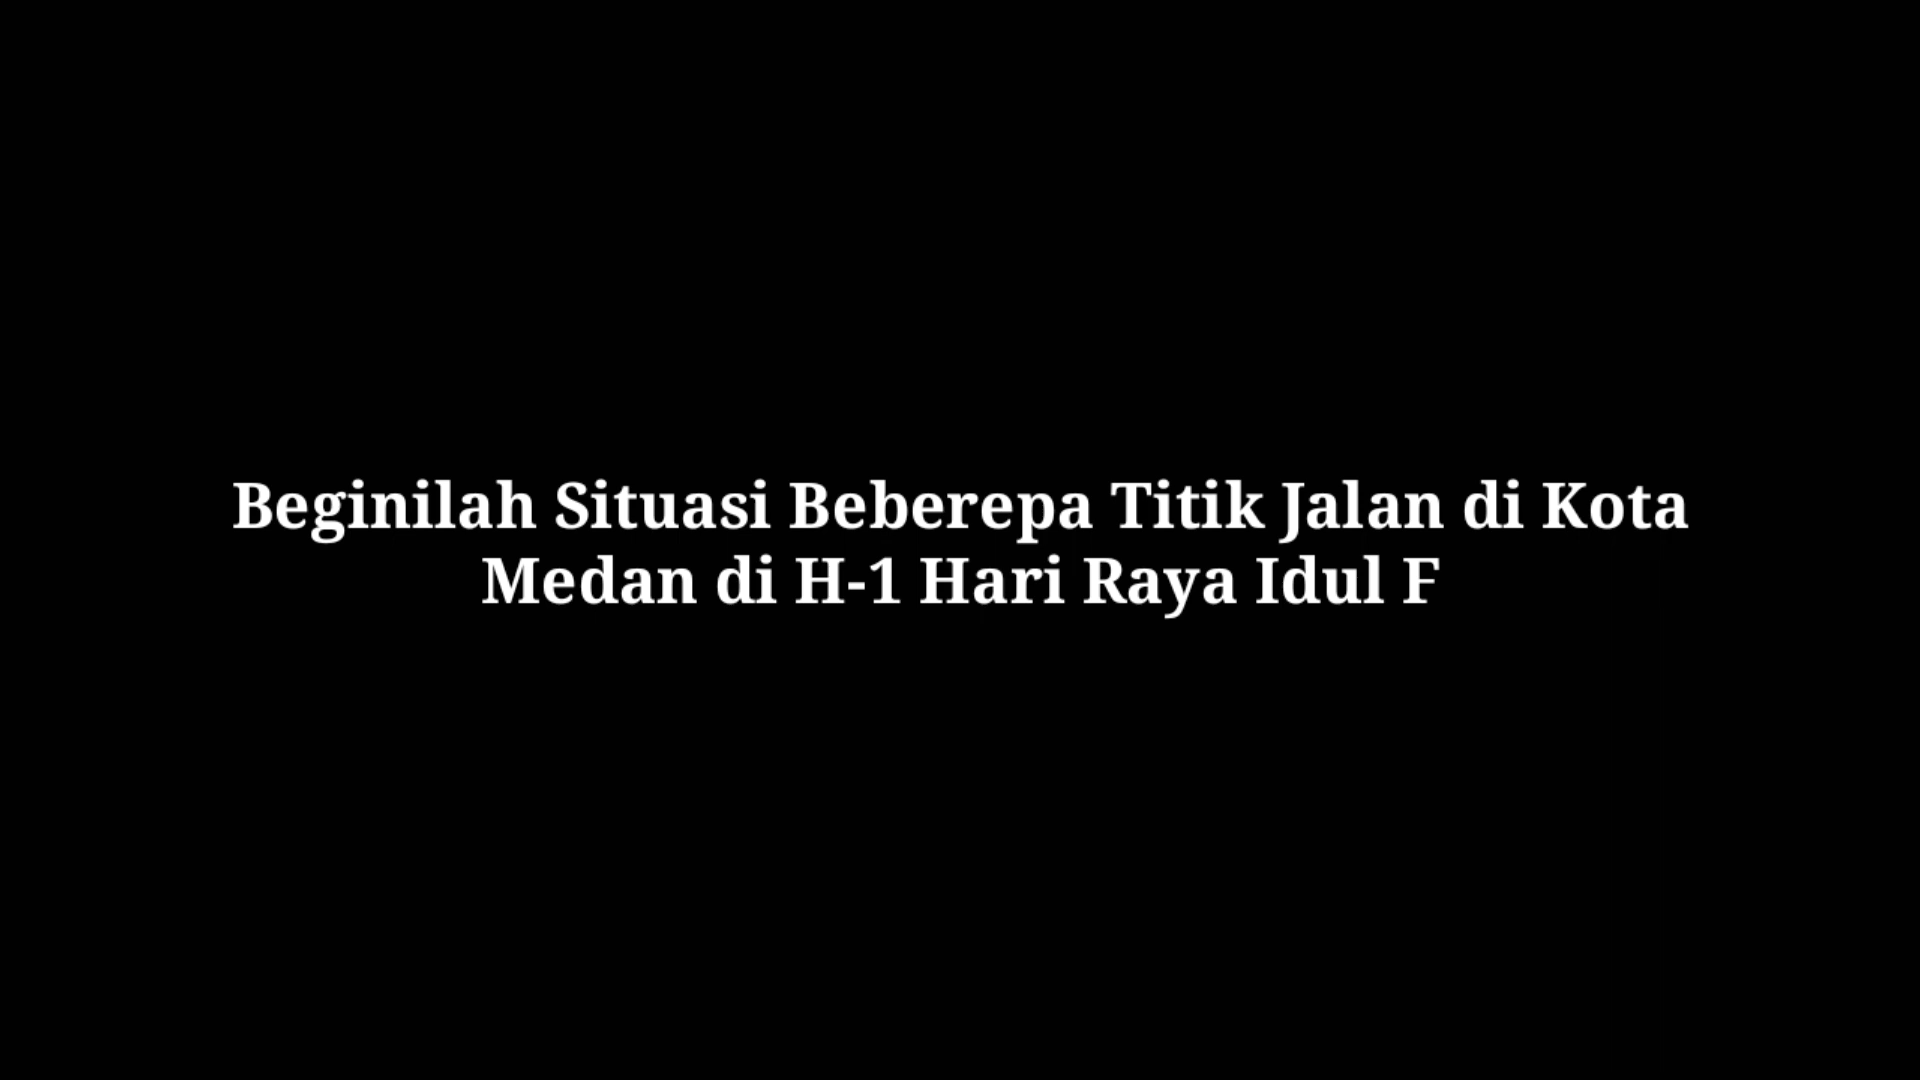 Beginilah Situasi Beberepa Titik Jalan di Kota
Medan di H-1 Hari Raya Idul F